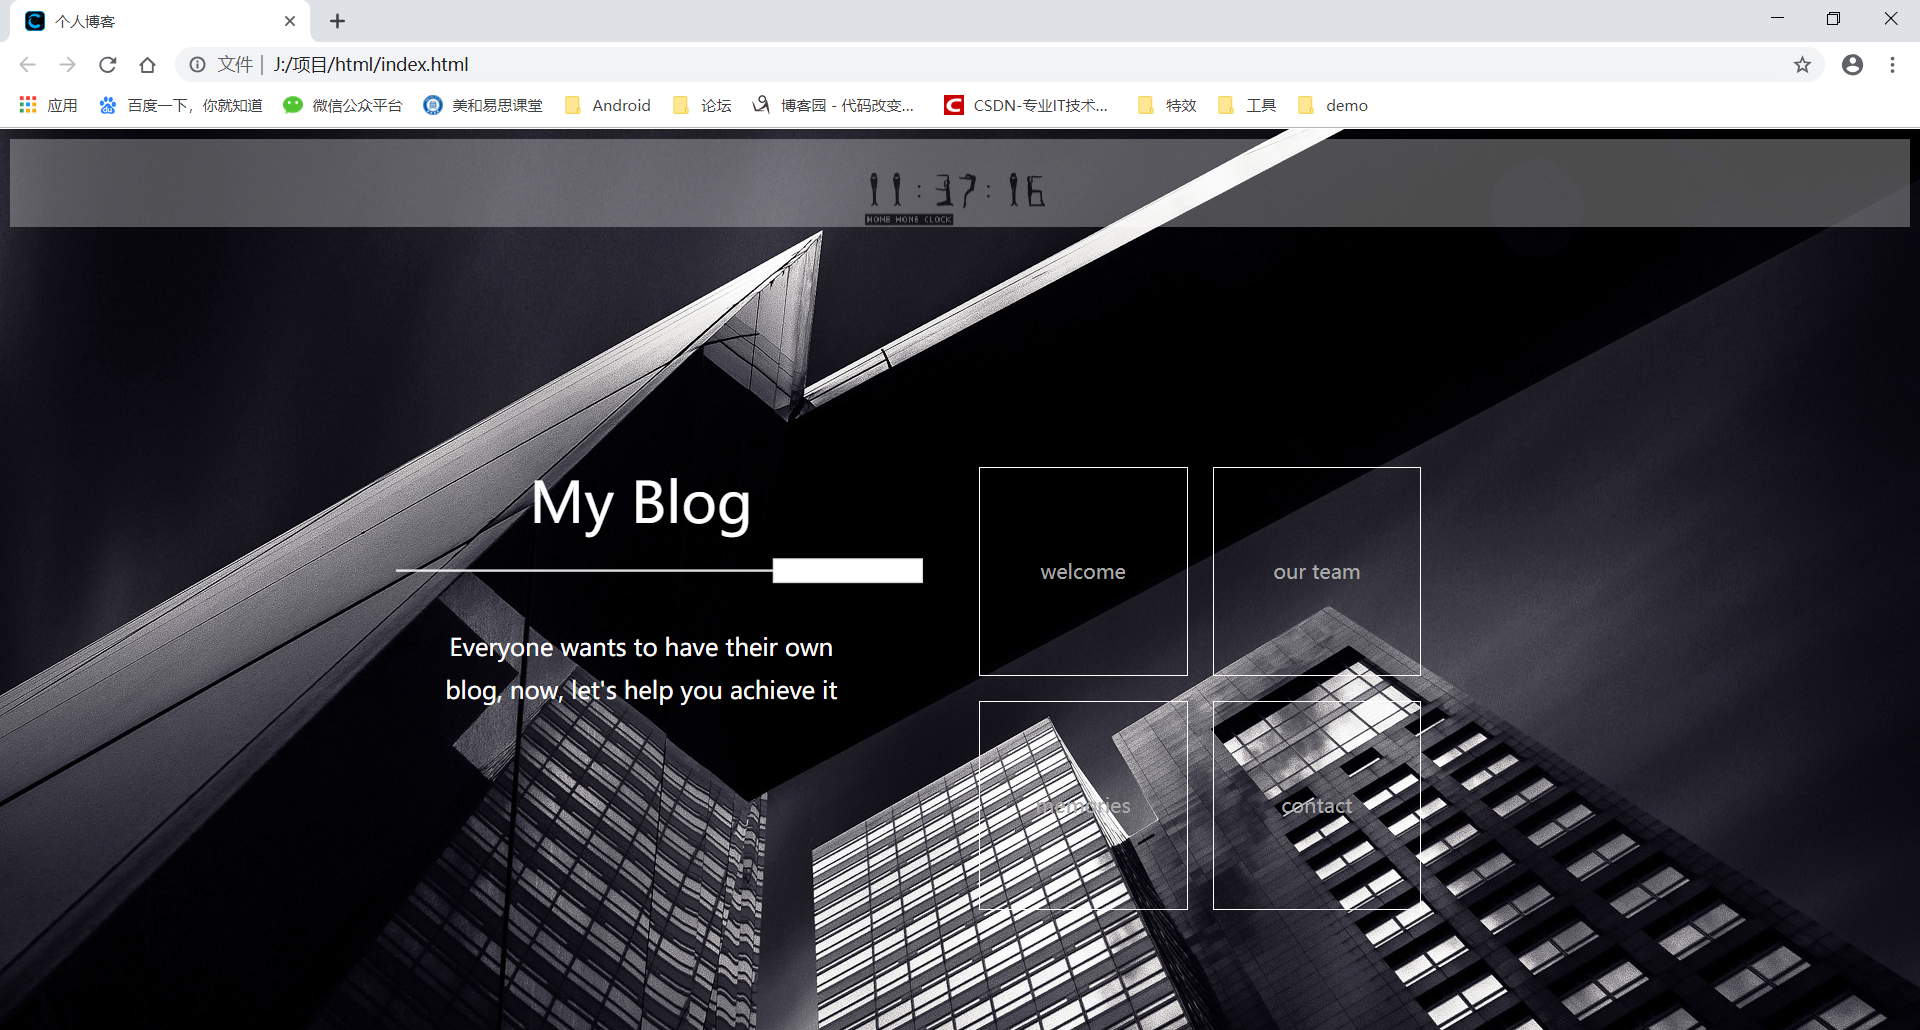 个人博客
文件 | J:/项目/html/index.html
应用 百度一下，你就知道 微信公众平台 美和易思课堂 Android 论坛 博客园 - 代码改变... CSDN-专业IT技术... 特效 工具 demo
11:37:16
HOME HONE CLOCK
My Blog
Everyone wants to have their own
blog, now, let's help you achieve it
welcome our team
memories contact